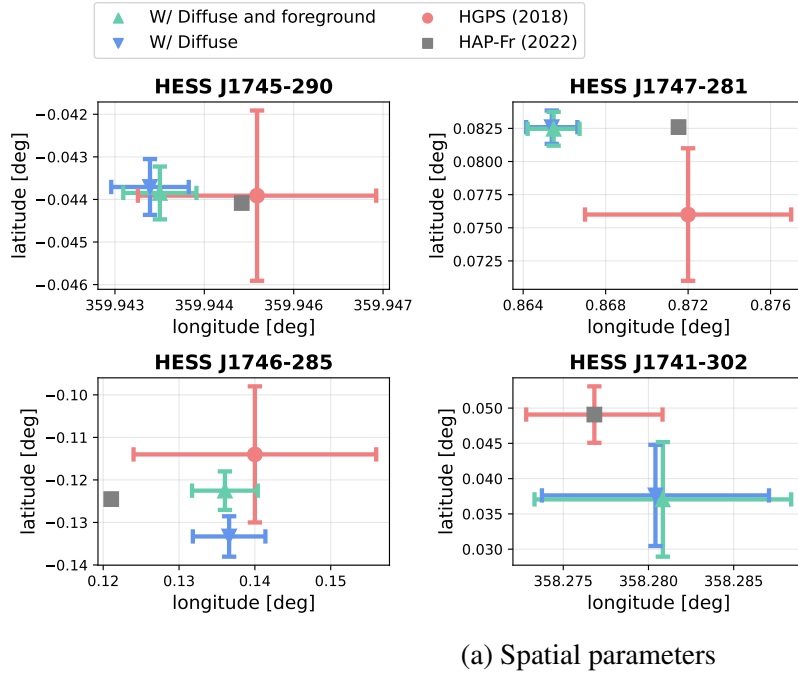 W/ Diffuse and foreground
W/ Diffuse
HGPS (2018)
HAP-Fr (2022)
HESS J1745-290
−0.042
−0.043
−0.044
−0.045
−0.046
latitude [deg]
359.943 359.944 359.946 359.947
longitude [deg]
HESS J1747-281
0.0825
0.0800
0.0775
0.0750
0.0725
latitude [deg]
0.864 0.868 0.872 0.876
longitude [deg]
HESS J1746-285
−0.10
−0.11
−0.12
−0.13
−0.14
latitude [deg]
0.12 0.13 0.14 0.15
longitude [deg]
HESS J1741-302
0.050
0.045
0.040
0.035
0.030
latitude [deg]
358.275 358.280 358.285
longitude [deg]
(a) Spatial parameters